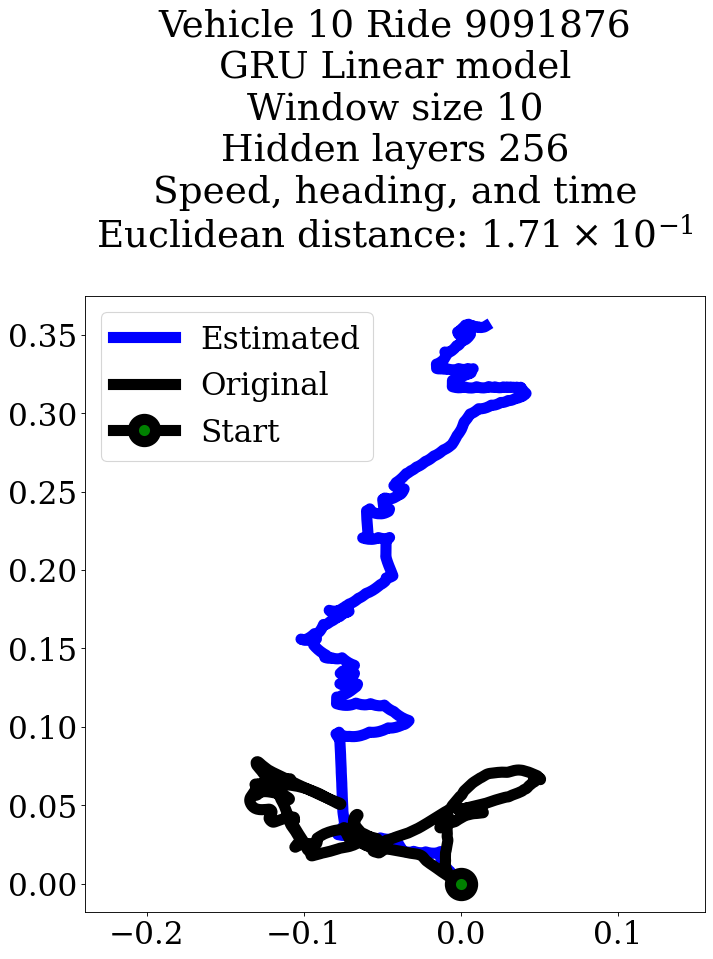 Vehicle 10 Ride 9091876
GRU Linear model
Window size 10
Hidden layers 256
Speed, heading, and time
Euclidean distance: 1.71 × 10⁻¹
Estimated
Original
Start
0.35
0.30
0.25
0.20
0.15
0.10
0.05
0.00
−0.2 −0.1 0.0 0.1